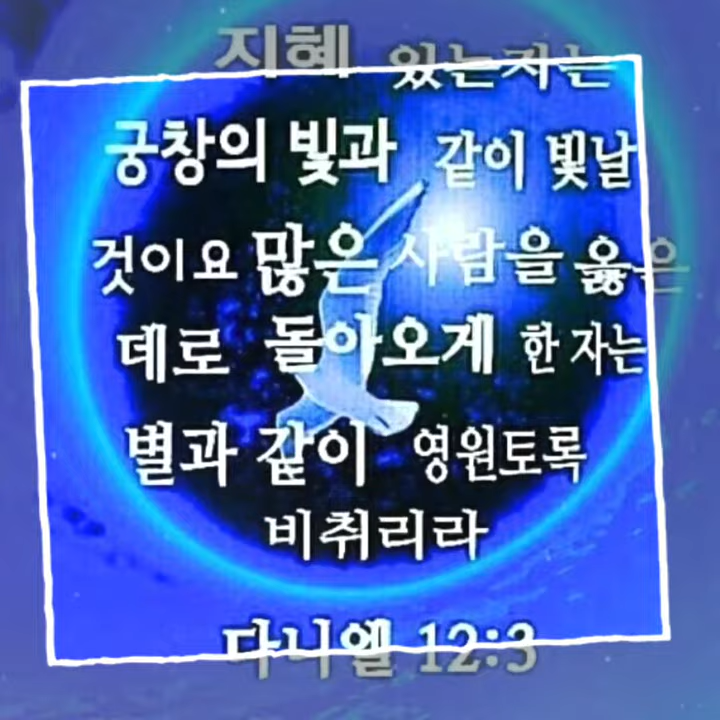 지혜 있는자는
궁창의 빛과 같이 빛날
것이요 많은 사람을 옳은
데로 돌아오게 한 자는
별과 같이 영원토록
비취리라
다니엘 12:3